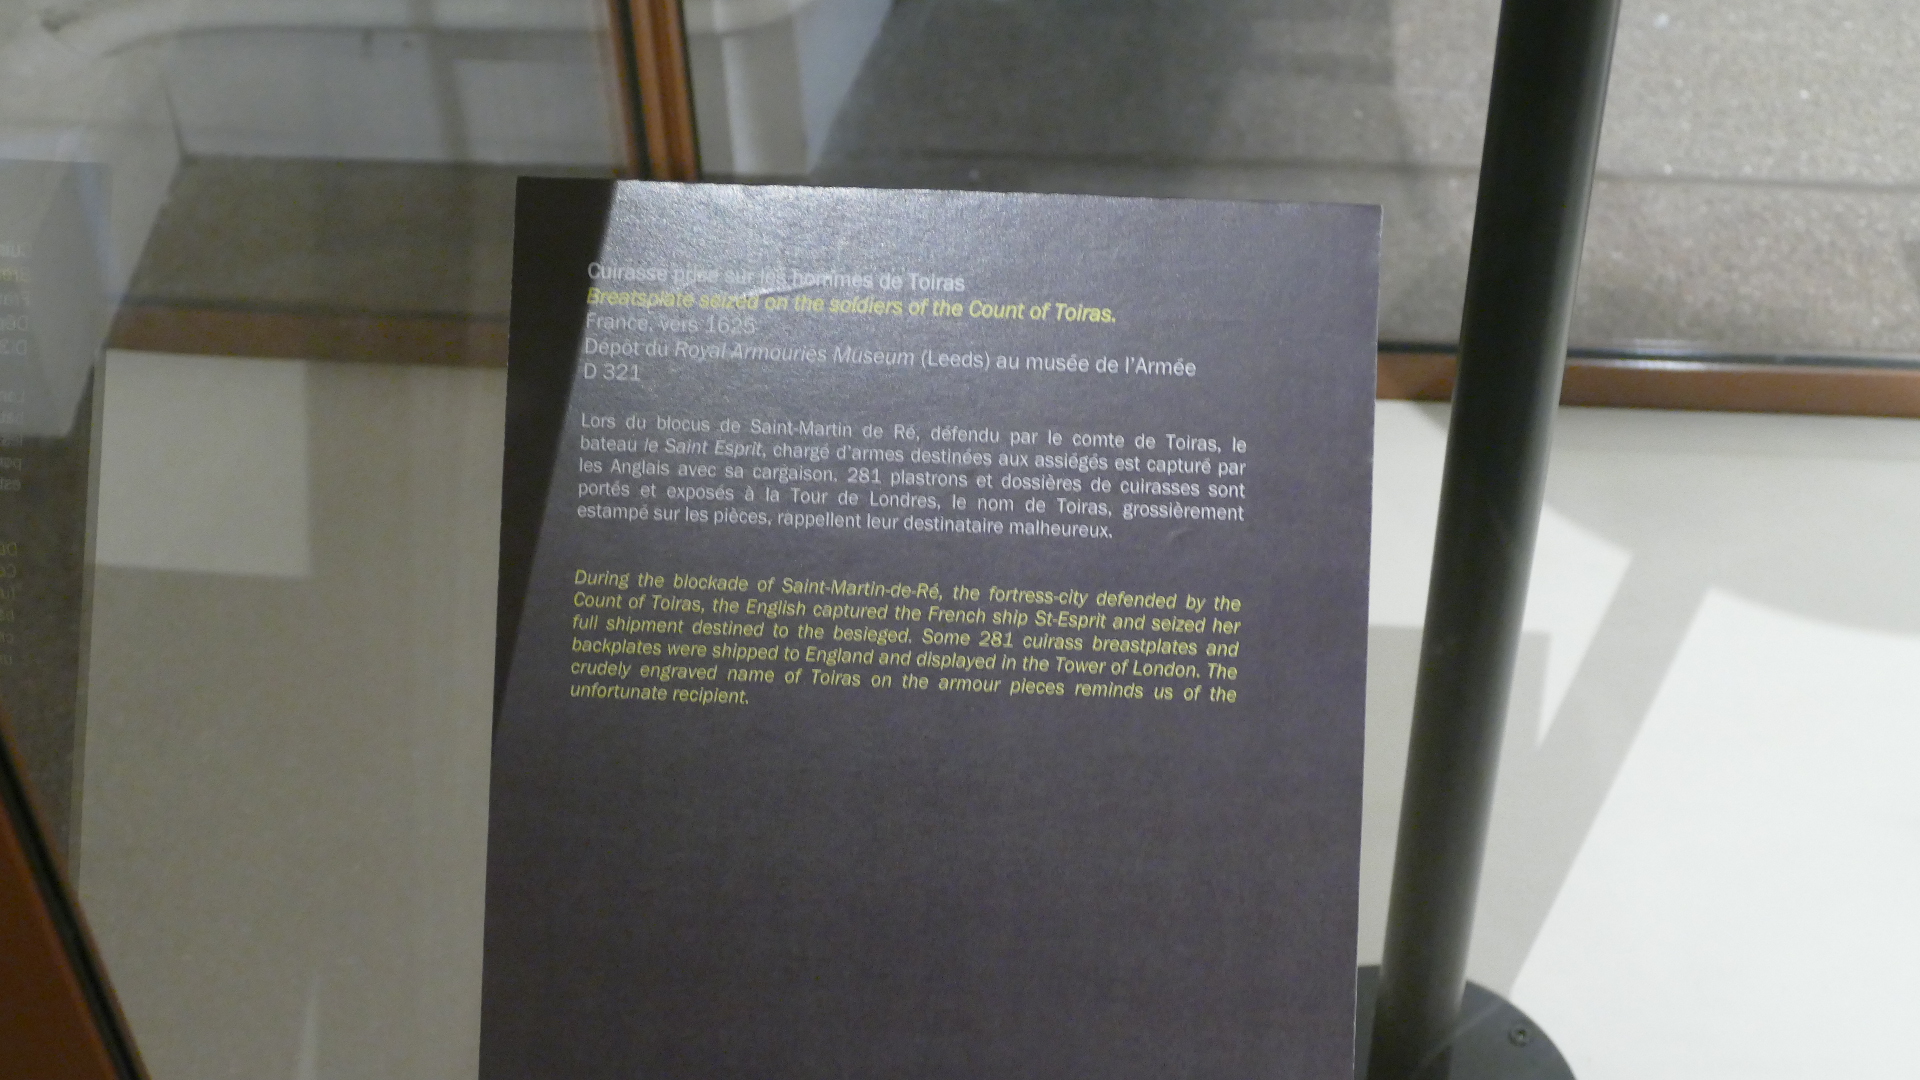 Cuirasse prise sur les hommes de Toiras
Breatsplate seized on the soldiers of the Count of Toiras.
France, vers 1625
Dépôt du Royal Armouries Museum (Leeds) au musée de l'Armée
D 321
Lors du blocus de Saint-Martin de Ré, défendu par le comte de Toiras, le
bateau le Saint Esprit, chargé d'armes destinées aux assiégés est capturé par
les Anglais avec sa cargaison. 281 plastrons et dossières de cuirasses sont
portés et exposés à la Tour de Londres, le nom de Toiras, grossièrement
estampé sur les pièces, rappellent leur destinataire malheureux.
During the blockade of Saint-Martin-de-Ré, the fortress-city defended by the
Count of Toiras, the English captured the French ship St-Esprit and seized her
full shipment destined to the besieged. Some 281 cuirass breastplates and
backplates were shipped to England and displayed in the Tower of London. The
crudely engraved name of Toiras on the armour pieces reminds us of the
unfortunate recipient.